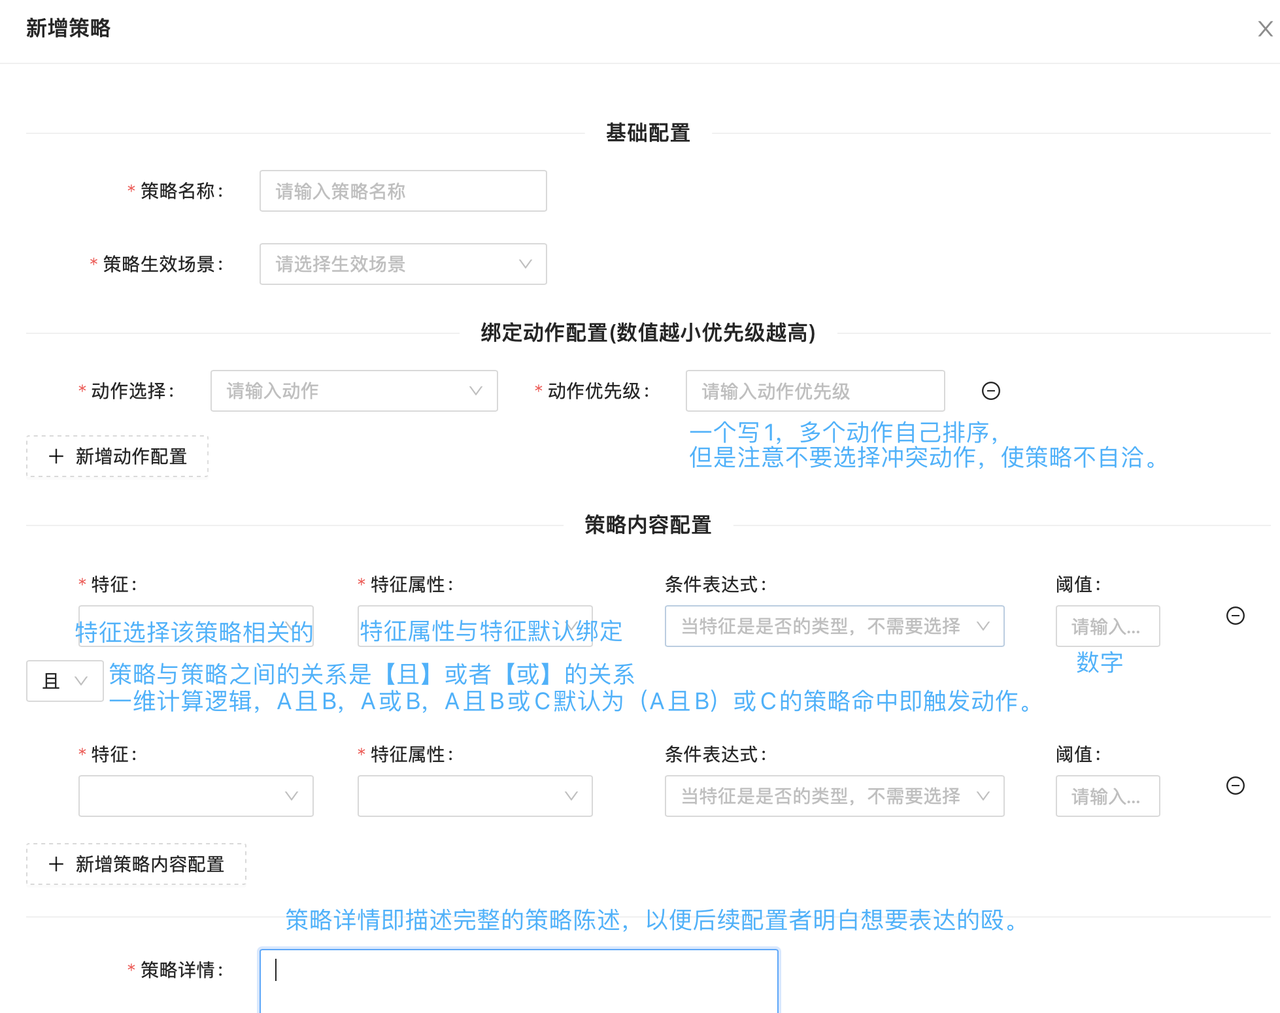 新增策略
基础配置
* 策略名称： 请输入策略名称
* 策略生效场景： 请选择生效场景
绑定动作配置(数值越小优先级越高)
* 动作选择： 请输入动作 * 动作优先级： 请输入动作优先级
一个写1，多个动作自己排序，
但是注意不要选择冲突动作，使策略不自洽。
+ 新增动作配置
策略内容配置
* 特征： * 特征属性： 条件表达式： 阈值：
特征选择该策略相关的 特征属性与特征默认绑定 当特征是是否的类型，不需要选择 请输入...
数字
且 策略与策略之间的关系是【且】或者【或】的关系
一维计算逻辑，A且B，A或B，A且B或C默认为（A且B）或C的策略命中即触发动作。
* 特征： * 特征属性： 条件表达式： 阈值：
当特征是是否的类型，不需要选择 请输入...
+ 新增策略内容配置
策略详情即描述完整的策略陈述，以便后续配置者明白想要表达的殴。
* 策略详情：